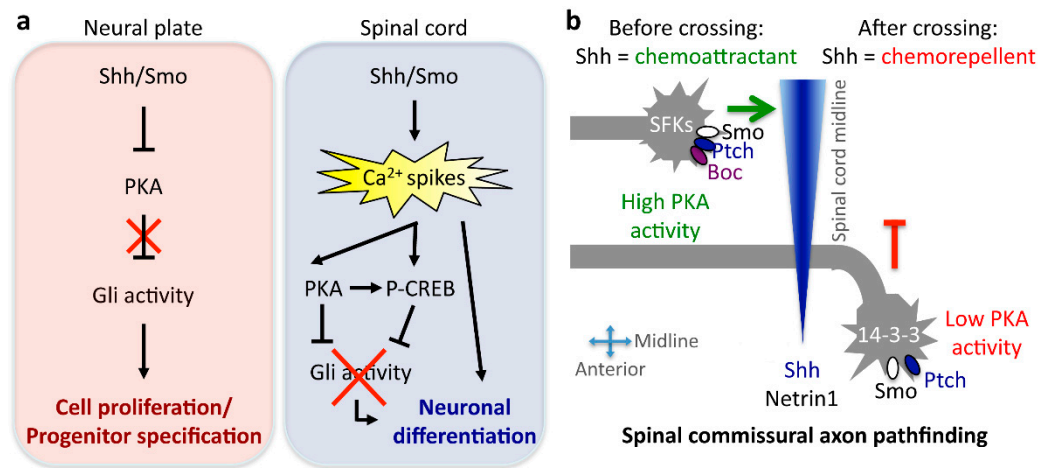 a
Neural plate
Shh/Smo
PKA
Gli activity
Cell proliferation/
Progenitor specification
Spinal cord
Shh/Smo
Ca²⁺ spikes
PKA
P-CREB
Gli activity
Neuronal
differentiation
b
Before crossing:
Shh = chemoattractant
After crossing:
Shh = chemorepellent
SFKs
Smo
Ptch
Boc
Spinal cord midline
High PKA
activity
Midline
Anterior
14-3-3
Low PKA
activity
Smo
Ptch
Shh
Netrin1
Spinal commissural axon pathfinding